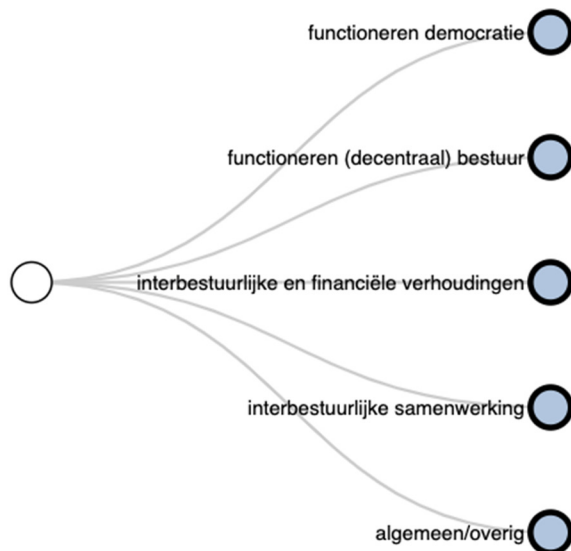 functioneren democratie
functioneren (decentraal) bestuur
interbestuurlijke en financiële verhoudingen
interbestuurlijke samenwerking
algemeen/overig